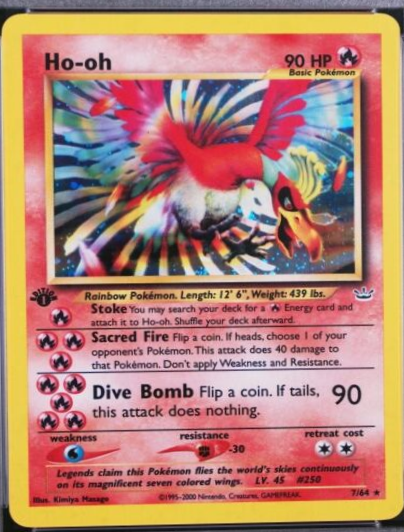 Ho-oh 90 HP
Basic Pokémon
Rainbow Pokémon. Length: 12' 6", Weight: 439 lbs.
Stoke You may search your deck for a Energy card and
attach it to Ho-oh. Shuffle your deck afterward.
Sacred Fire Flip a coin. If heads, choose 1 of your
opponent's Pokémon. This attack does 40 damage to
that Pokémon. Don't apply Weakness and Resistance.
Dive Bomb Flip a coin. If tails, 90
this attack does nothing.
weakness resistance retreat cost
-30
Legends claim this Pokémon flies the world's skies continuously
on its magnificent seven colored wings. LV. 45 #250
Illus. Kimiya Masago ©1995-2000 Nintendo, Creatures, GAMEFREAK. 7/64 ★